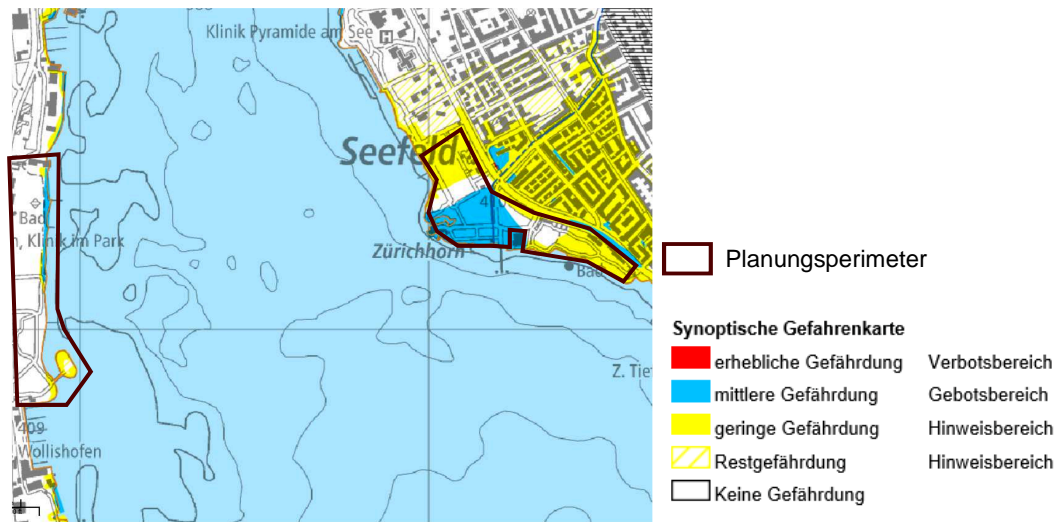 Klinik Pyramide am See
H
Seefeld
4
Bad
n, Klinik im Park
Zürichhorn
Bad
Planungsperimeter
Synoptische Gefahrenkarte
erhebliche Gefährdung Verbotsbereich
mittlere Gefährdung Gebotsbereich
Z. Tie
geringe Gefährdung Hinweisbereich
409
Wollishofen
Restgefährdung Hinweisbereich
Keine Gefährdung